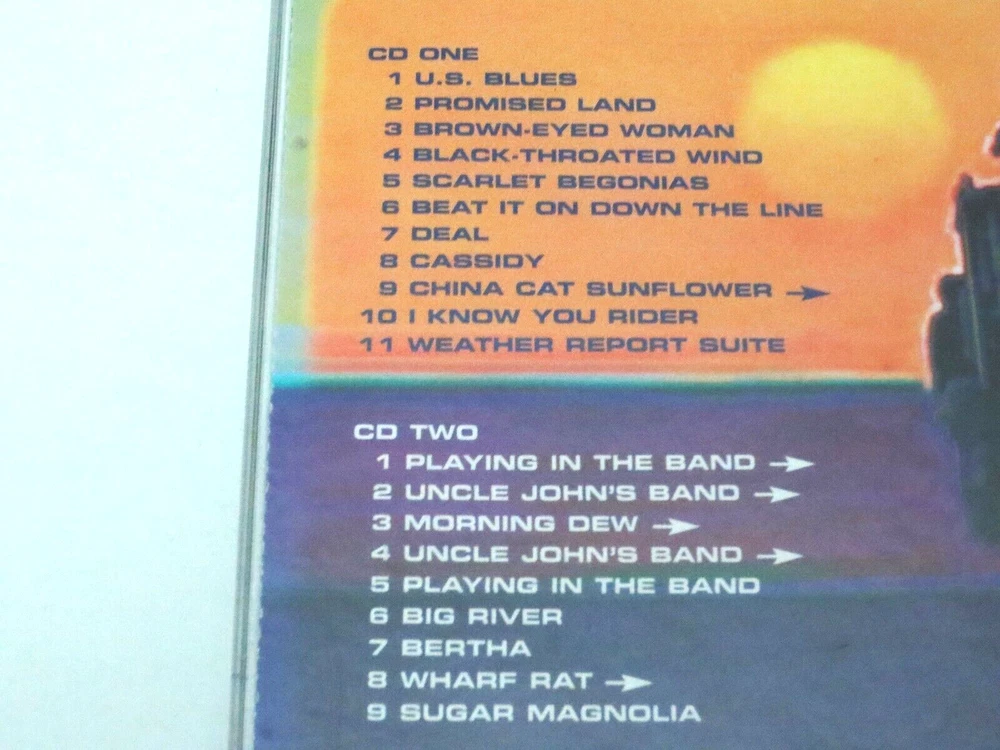 CD ONE
1 U.S. BLUES
2 PROMISED LAND
3 BROWN-EYED WOMAN
4 BLACK-THROATED WIND
5 SCARLET BEGONIAS
6 BEAT IT ON DOWN THE LINE
7 DEAL
8 CASSIDY
9 CHINA CAT SUNFLOWER →
10 I KNOW YOU RIDER
11 WEATHER REPORT SUITE
CD TWO
1 PLAYING IN THE BAND →
2 UNCLE JOHN'S BAND →
3 MORNING DEW →
4 UNCLE JOHN'S BAND →
5 PLAYING IN THE BAND
6 BIG RIVER
7 BERTHA
8 WHARF RAT →
9 SUGAR MAGNOLIA